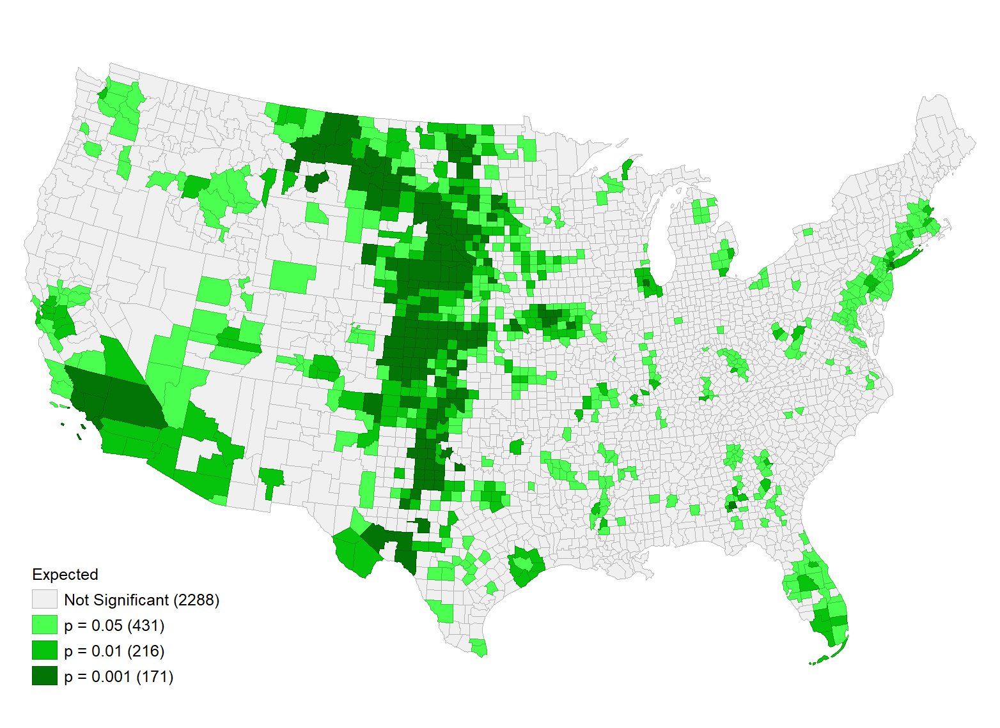 Expected
Not Significant (2288)
p = 0.05 (431)
p = 0.01 (216)
p = 0.001 (171)